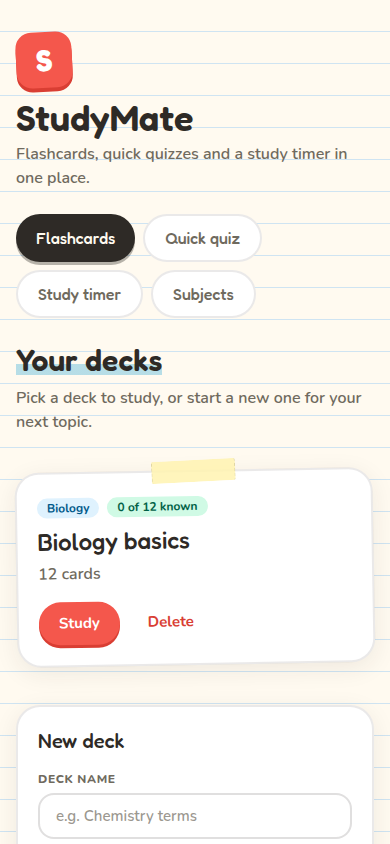 S
StudyMate
Flashcards, quick quizzes and a study timer in
one place.
Flashcards
Quick quiz
Study timer
Subjects
Your decks
Pick a deck to study, or start a new one for your
next topic.
Biology
0 of 12 known
Biology basics
12 cards
Study
Delete
New deck
DECK NAME
e.g. Chemistry terms